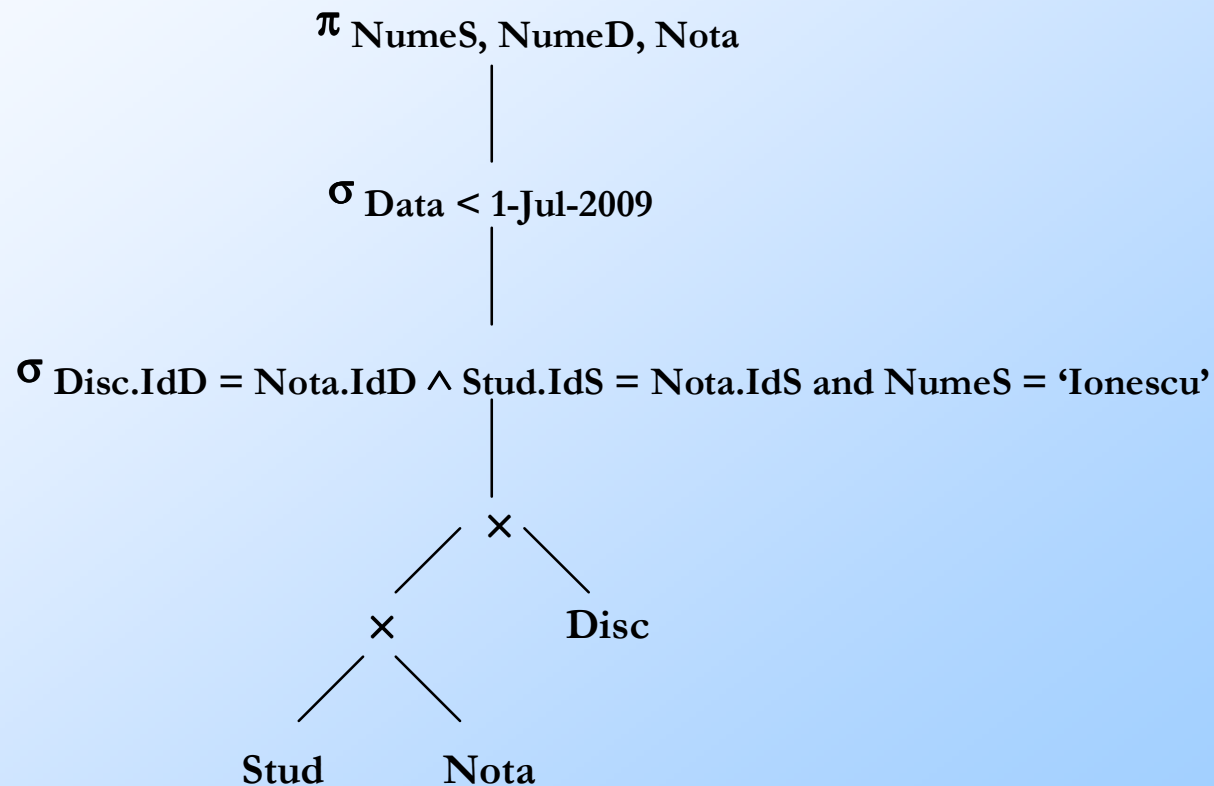 π NumeS, NumeD, Nota
σ Data < 1-Jul-2009
σ Disc.IdD = Nota.IdD ∧ Stud.IdS = Nota.IdS and NumeS = ‘Ionescu’
×
× Disc
Stud Nota